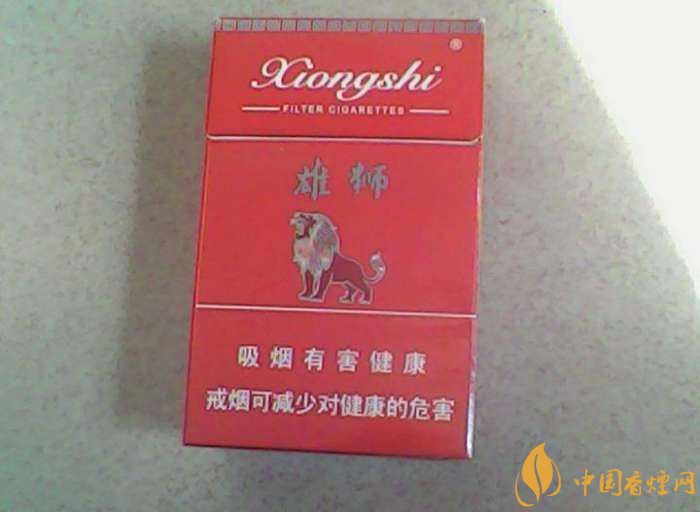 Xiongshi ®
FILTER CIGARETTES
雄狮
吸烟有害健康
戒烟可减少对健康的危害
中国香烟网